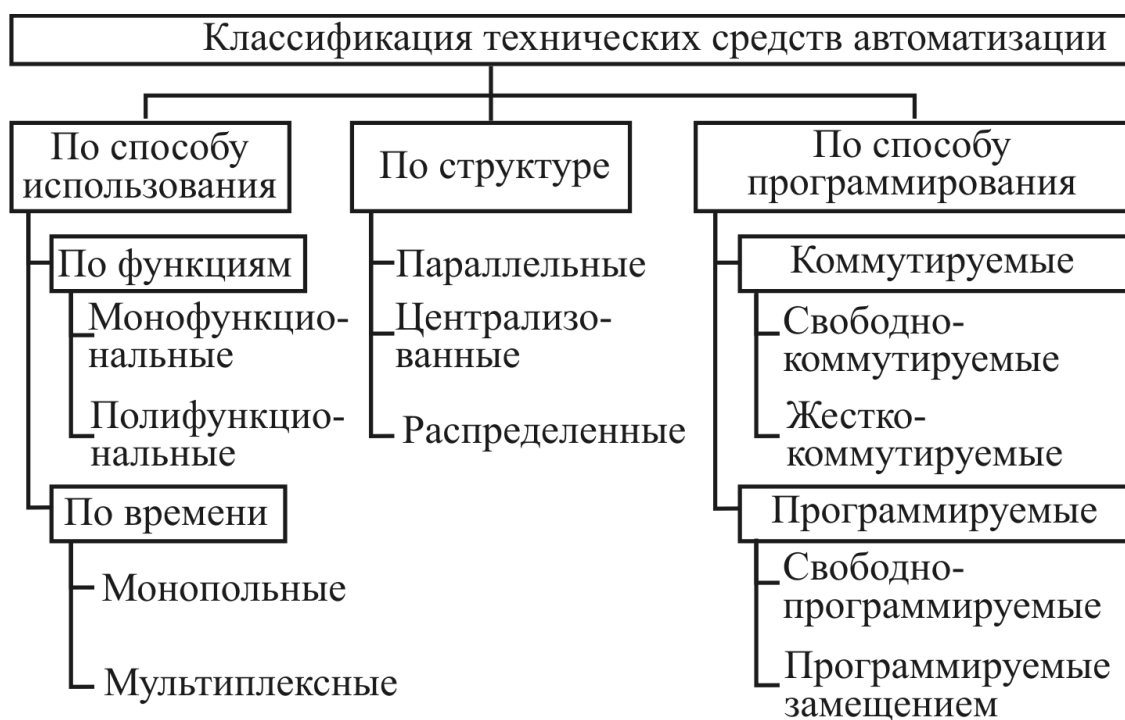 Классификация технических средств автоматизации
По способу
использования
По функциям
Монофункцио-
нальные
Полифункцио-
нальные
По времени
Монопольные
Мультиплексные
По структуре
Параллельные
Централизо-
ванные
Распределенные
По способу
программирования
Коммутируемые
Свободно-
коммутируемые
Жестко-
коммутируемые
Программируемые
Свободно-
программируемые
Программируемые
замещением